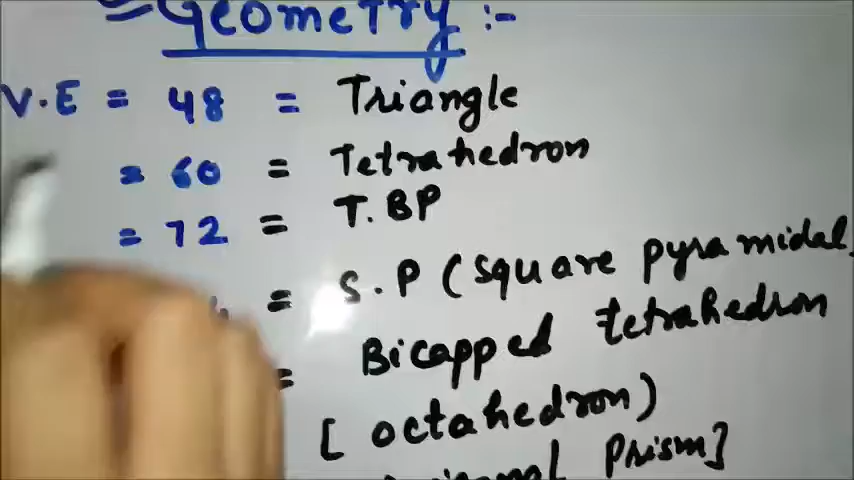 Geometry :-
V.E = 48 = Triangle
= 60 = Tetrahedron
= 72 = T.BP
= S.P (square pyramidal
= Bicapped tetrahedron
[octahedron)
Prism]